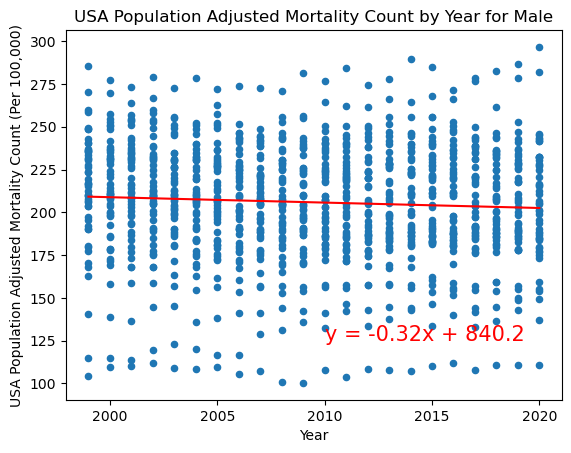 USA Population Adjusted Mortality Count by Year for Male
USA Population Adjusted Mortality Count (Per 100,000)
300
275
250
225
200
175
150
125
100
y = -0.32x + 840.2
2000 2005 2010 2015 2020
Year